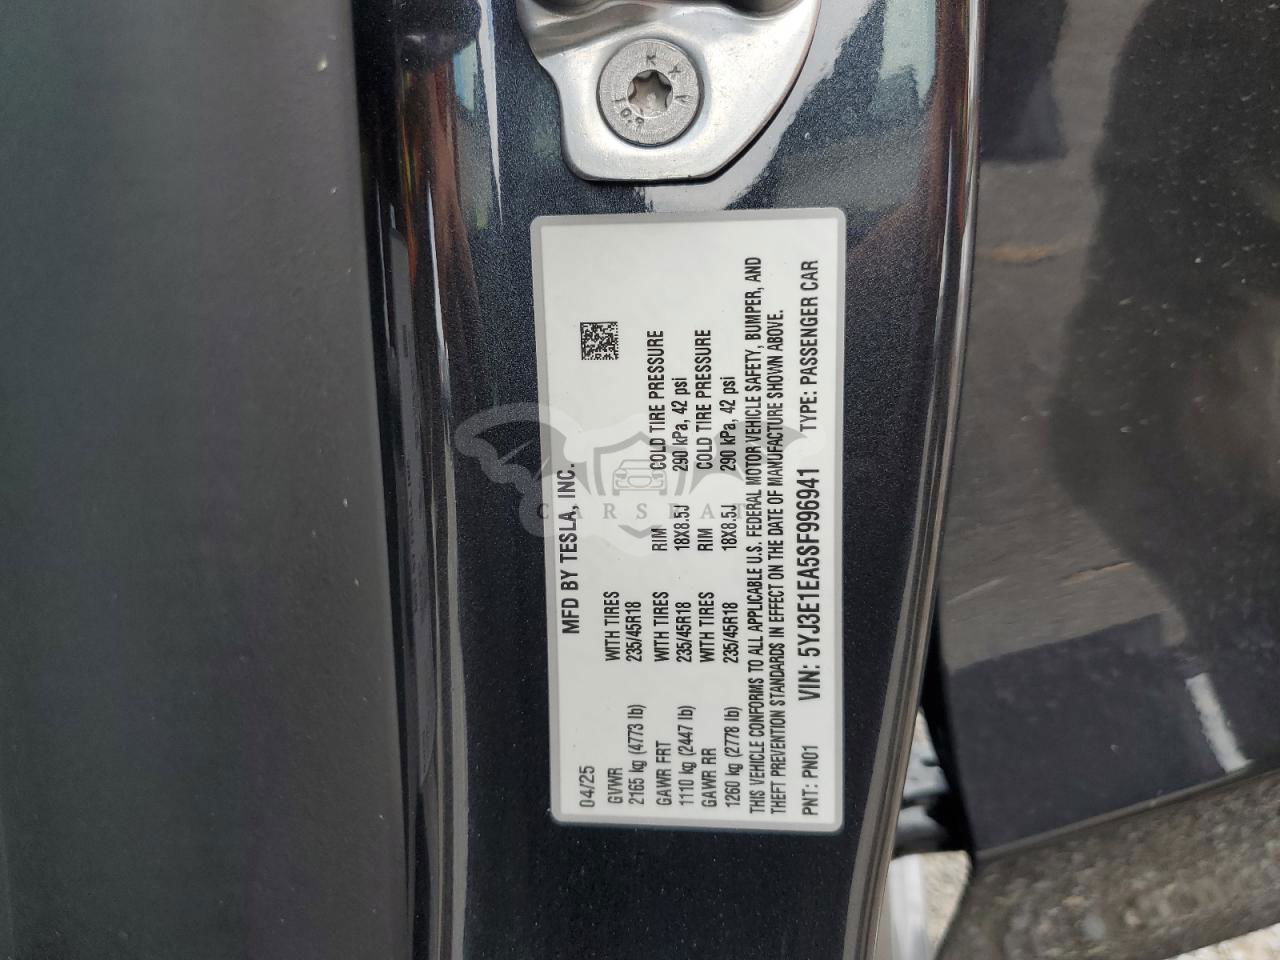 04/25
MFD BY TESLA, INC.
GVWR
WITH TIRES
2165 kg (4773 lb)
235/45R18
GAWR FRT
WITH TIRES
RIM
COLD TIRE PRESSURE
1110 kg (2447 lb)
235/45R18
18X8.5J
290 kPa, 42 psi
GAWR RR
WITH TIRES
RIM
COLD TIRE PRESSURE
1260 kg (2778 lb)
235/45R18
18X8.5J
290 kPa, 42 psi
THIS VEHICLE CONFORMS TO ALL APPLICABLE U.S. FEDERAL MOTOR VEHICLE SAFETY, BUMPER, AND
THEFT PREVENTION STANDARDS IN EFFECT ON THE DATE OF MANUFACTURE SHOWN ABOVE.
PNT: PN01
VIN: 5YJ3E1EA5SF996941
TYPE: PASSENGER CAR
KXV
10.9